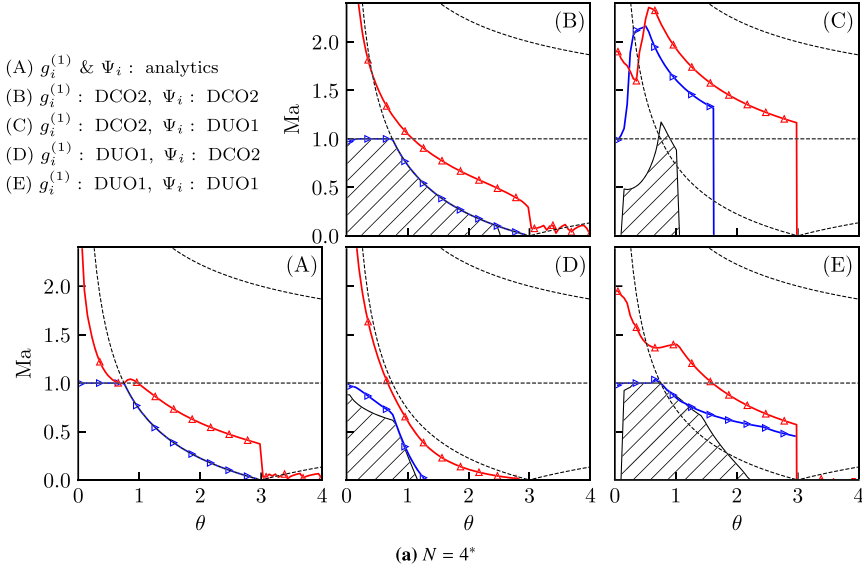 (A) g_i^(1) & Ψ_i : analytics
(B) g_i^(1) : DCO2, Ψ_i : DCO2
(C) g_i^(1) : DCO2, Ψ_i : DUO1
(D) g_i^(1) : DUO1, Ψ_i : DCO2
(E) g_i^(1) : DUO1, Ψ_i : DUO1
(B)
2.0
1.5
1.0
0.5
0.0
Ma
(C)
(A)
2.0
1.5
1.0
0.5
0.0
Ma
0 1 2 3 4
θ
(D)
0 1 2 3 4
θ
(E)
0 1 2 3 4
θ
(a) N = 4*